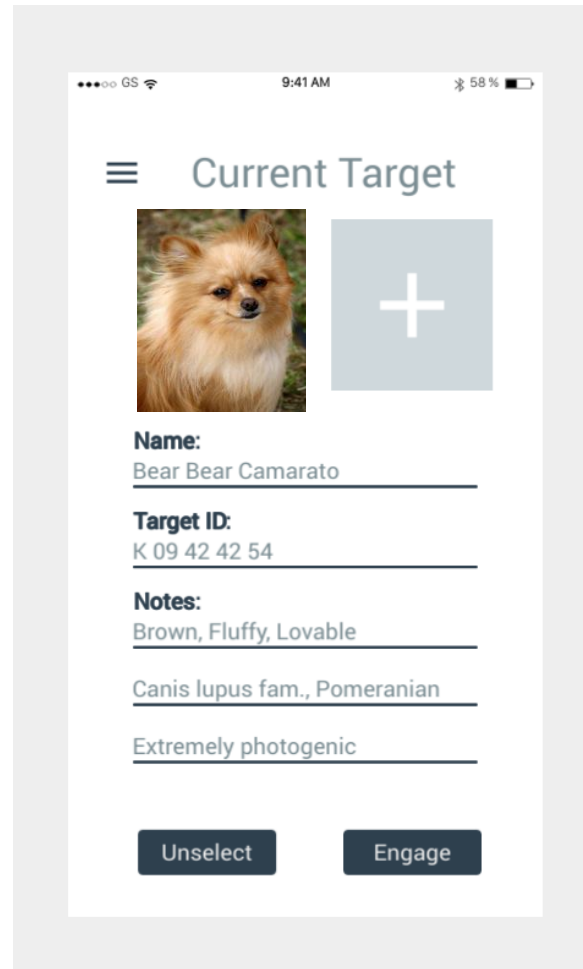 GS 9:41 AM 58 %
Current Target
Name:
Bear Bear Camarato
Target ID:
K 09 42 42 54
Notes:
Brown, Fluffy, Lovable
Canis lupus fam., Pomeranian
Extremely photogenic
Unselect Engage